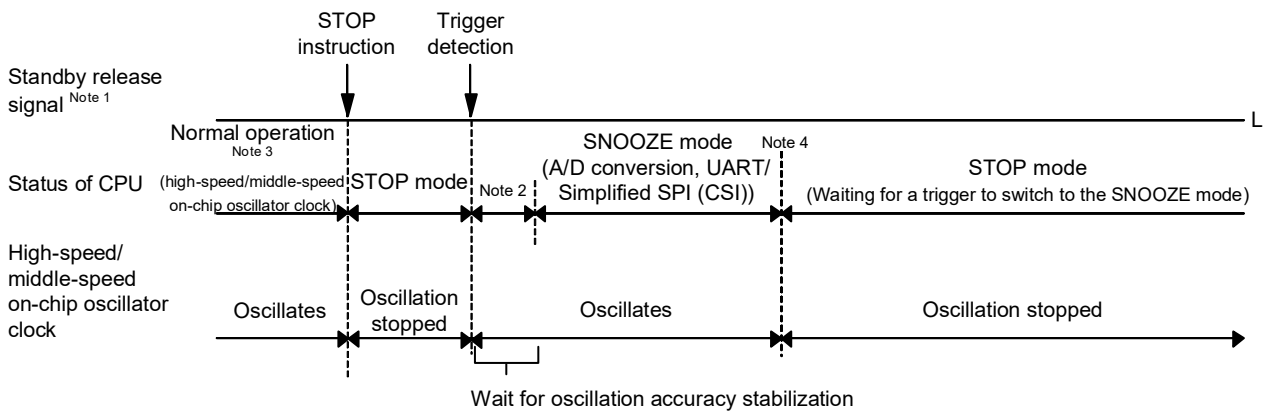 STOP
instruction
Trigger
detection
Standby release
signal Note 1
L
Normal operation
Note 3
(high-speed/middle-speed
on-chip oscillator clock)
Status of CPU
STOP mode
Note 2
SNOOZE mode
(A/D conversion, UART/
Simplified SPI (CSI))
Note 4
STOP mode
(Waiting for a trigger to switch to the SNOOZE mode)
High-speed/
middle-speed
on-chip oscillator
clock
Oscillates
Oscillation
stopped
Oscillates
Oscillation stopped
Wait for oscillation accuracy stabilization